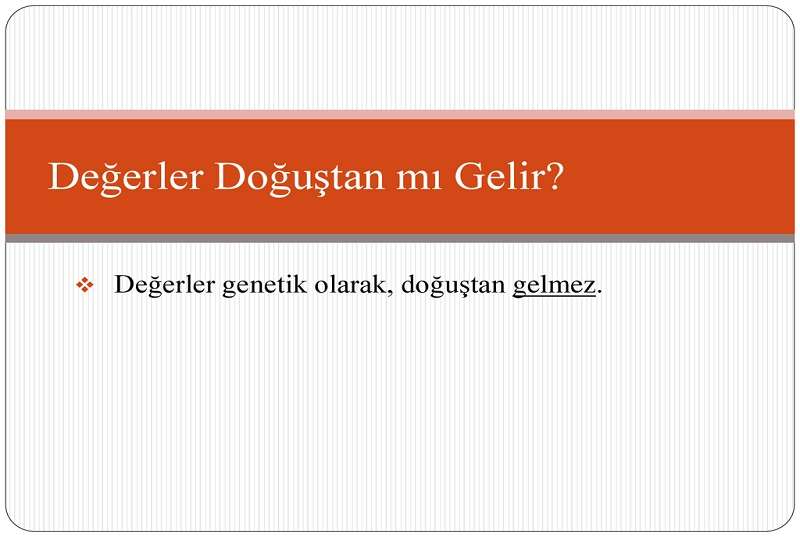 Değerler Doğuştan mı Gelir?
Değerler genetik olarak, doğuştan gelmez.